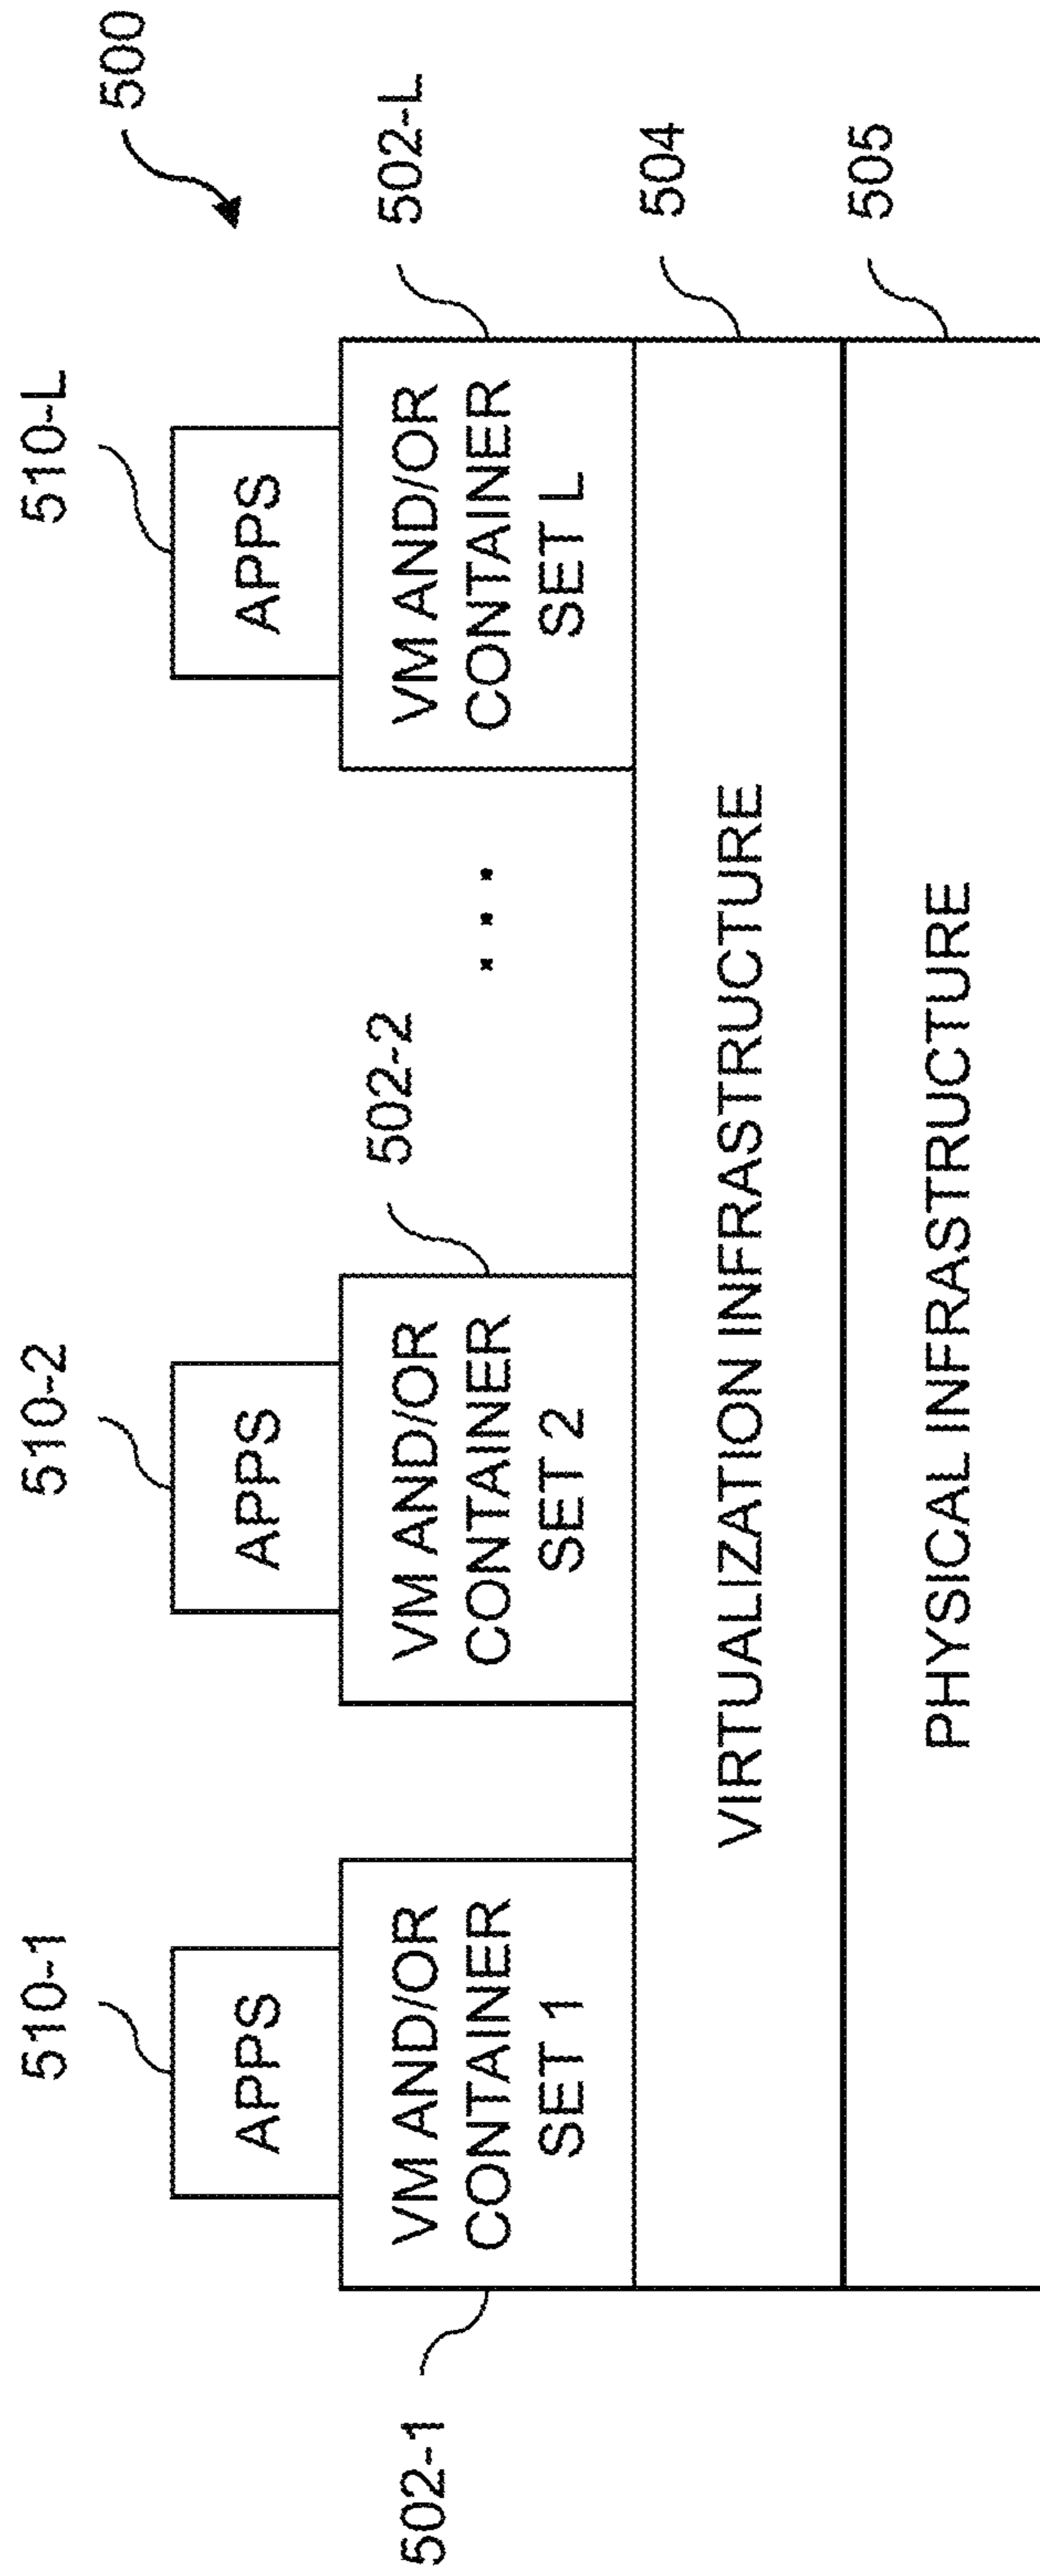 500
510-1
510-2
510-L
APPS
APPS
APPS
502-1
VM AND/OR
CONTAINER
SET 1
VM AND/OR
CONTAINER
SET 2
502-2
. . .
VM AND/OR
CONTAINER
SET L
502-L
VIRTUALIZATION INFRASTRUCTURE
504
PHYSICAL INFRASTRUCTURE
505